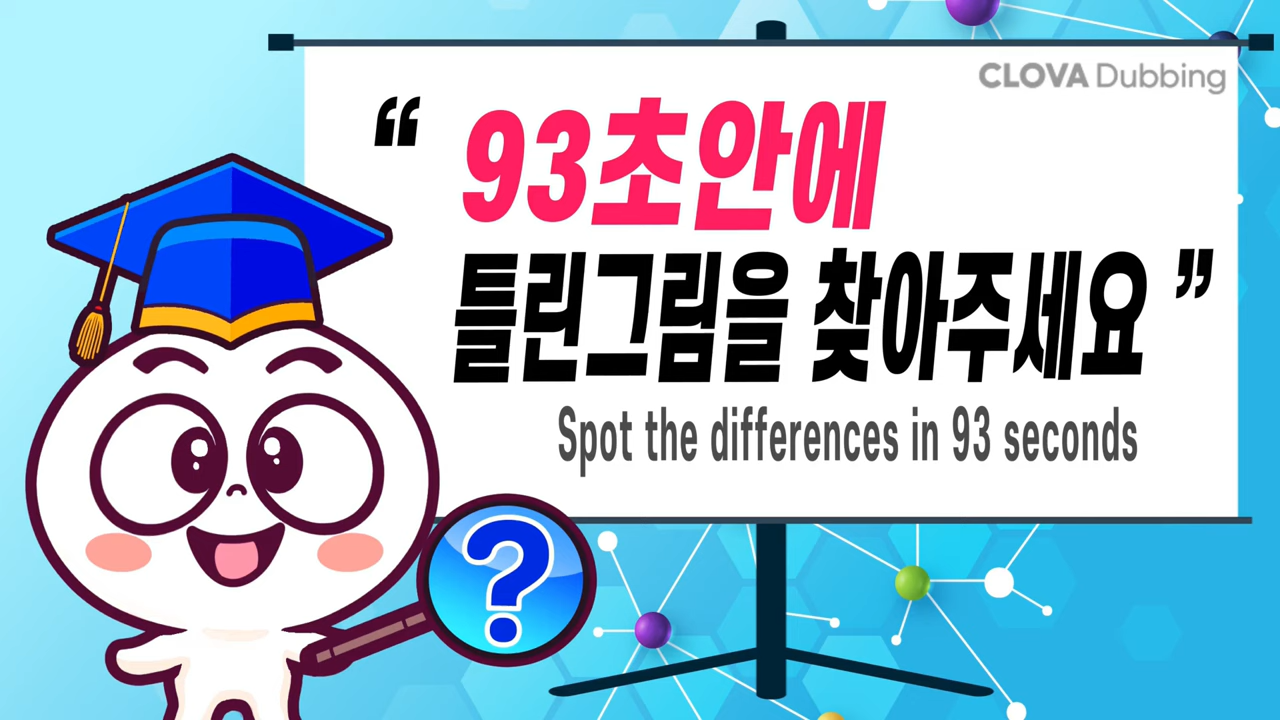 CLOVA Dubbing
“ 93초안에
틀린그림을 찾아주세요 ”
Spot the differences in 93 seconds
?